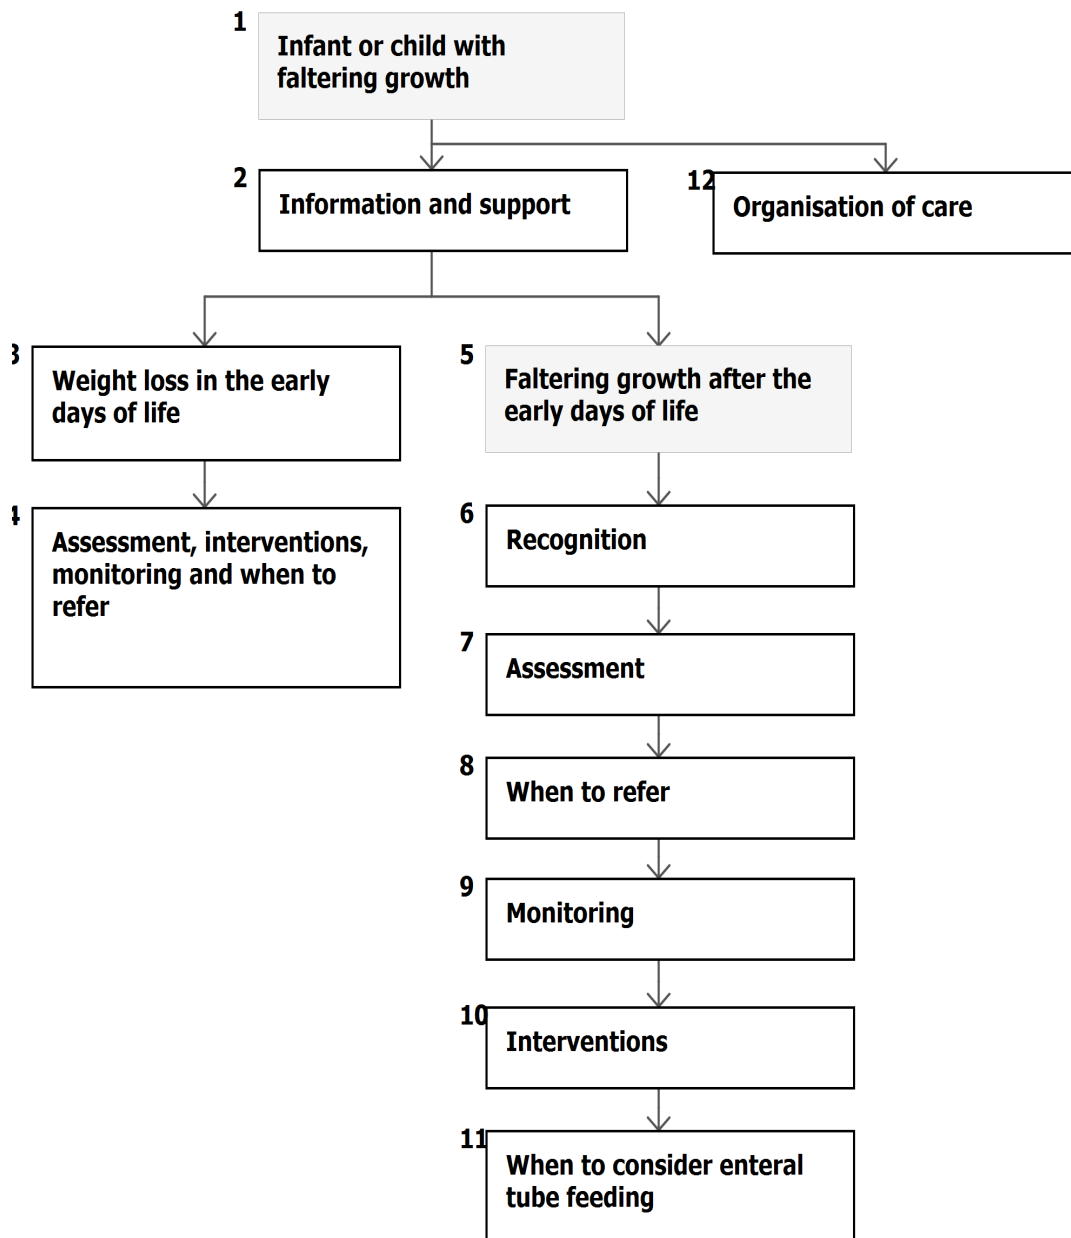 1
Infant or child with
faltering growth
2
Information and support
12
Organisation of care
3
Weight loss in the early
days of life
4
Assessment, interventions,
monitoring and when to
refer
5
Faltering growth after the
early days of life
6
Recognition
7
Assessment
8
When to refer
9
Monitoring
10
Interventions
11
When to consider enteral
tube feeding